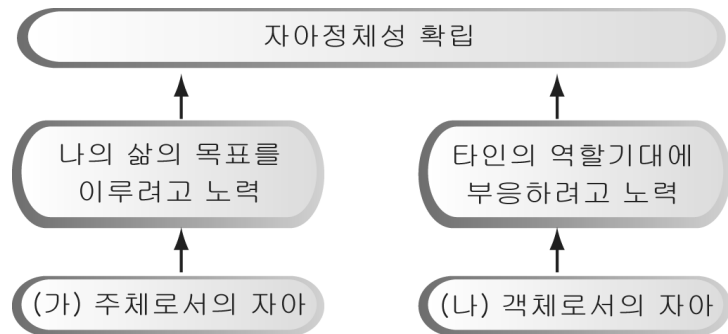 자아정체성 확립
나의 삶의 목표를
이루려고 노력
타인의 역할기대에
부응하려고 노력
(가) 주체로서의 자아
(나) 객체로서의 자아